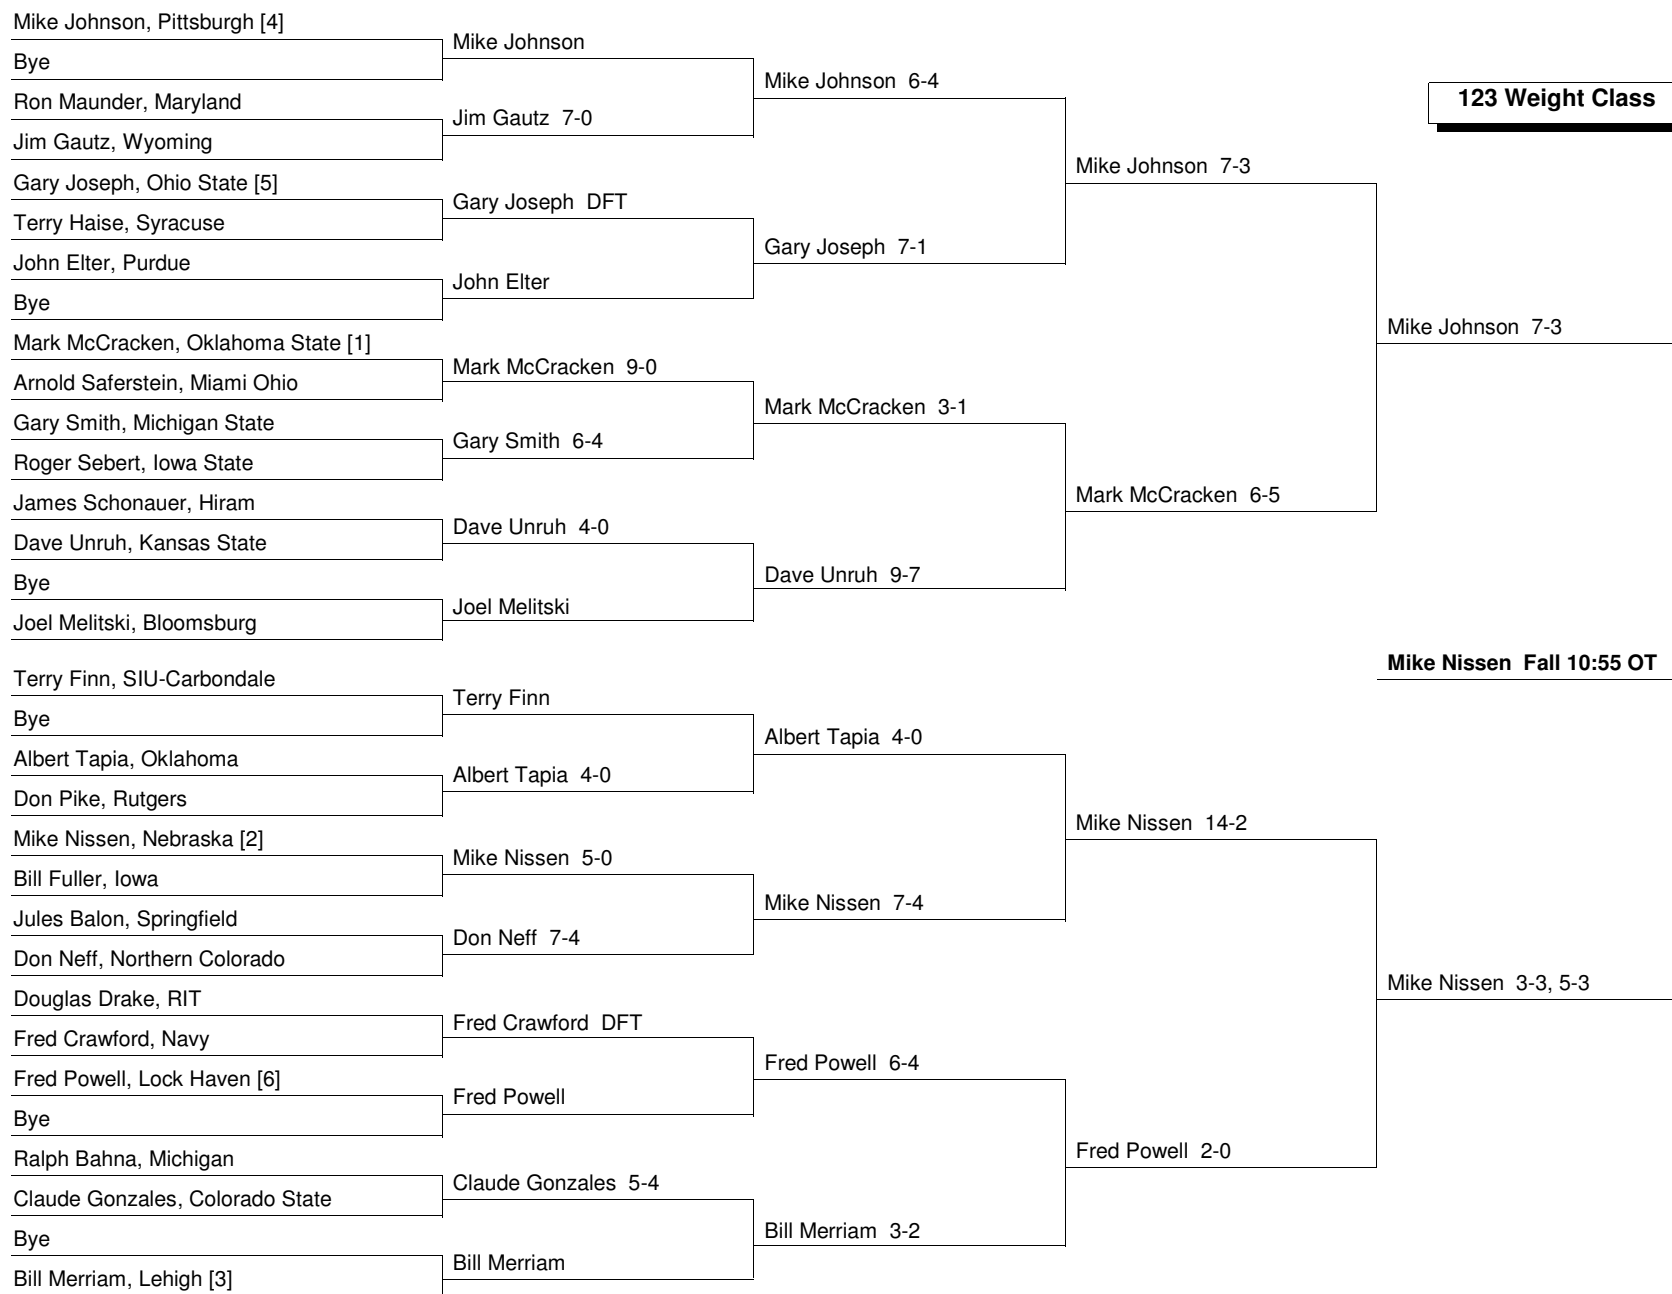 Mike Johnson, Pittsburgh [4]
Bye
Ron Maunder, Maryland
Jim Gautz, Wyoming
Gary Joseph, Ohio State [5]
Terry Haise, Syracuse
John Elter, Purdue
Bye
Mark McCracken, Oklahoma State [1]
Arnold Saferstein, Miami Ohio
Gary Smith, Michigan State
Roger Sebert, Iowa State
James Schonauer, Hiram
Dave Unruh, Kansas State
Bye
Joel Melitski, Bloomsburg
Terry Finn, SIU-Carbondale
Bye
Albert Tapia, Oklahoma
Don Pike, Rutgers
Mike Nissen, Nebraska [2]
Bill Fuller, Iowa
Jules Balon, Springfield
Don Neff, Northern Colorado
Douglas Drake, RIT
Fred Crawford, Navy
Fred Powell, Lock Haven [6]
Bye
Ralph Bahna, Michigan
Claude Gonzales, Colorado State
Bye
Bill Merriam, Lehigh [3]
Mike Johnson
Jim Gautz 7-0
Gary Joseph DFT
John Elter
Mark McCracken 9-0
Gary Smith 6-4
Dave Unruh 4-0
Joel Melitski
Terry Finn
Albert Tapia 4-0
Mike Nissen 5-0
Don Neff 7-4
Fred Crawford DFT
Fred Powell
Claude Gonzales 5-4
Bill Merriam
Mike Johnson 6-4
Gary Joseph 7-1
Mark McCracken 3-1
Dave Unruh 9-7
Albert Tapia 4-0
Mike Nissen 7-4
Fred Powell 6-4
Bill Merriam 3-2
Mike Johnson 7-3
Mark McCracken 6-5
Mike Nissen 14-2
Fred Powell 2-0
123 Weight Class
Mike Johnson 7-3
Mike Nissen Fall 10:55 OT
Mike Nissen 3-3, 5-3